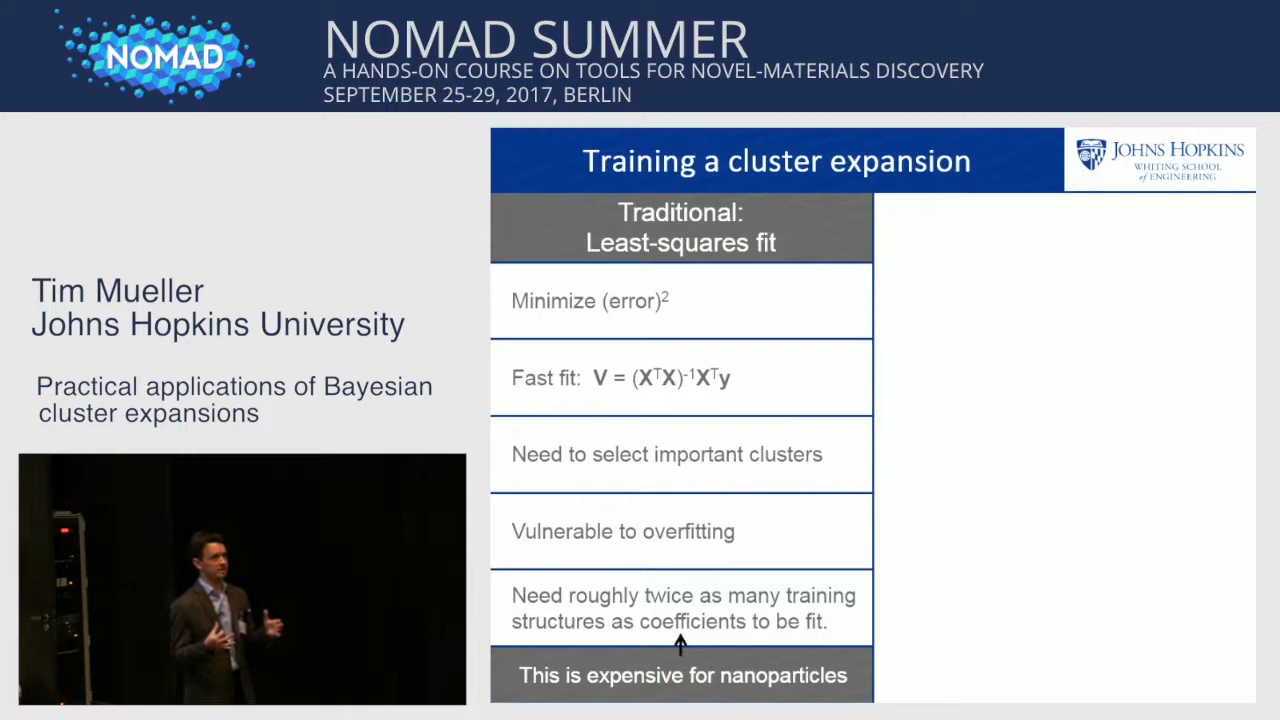 NOMAD
NOMAD SUMMER
A HANDS-ON COURSE ON TOOLS FOR NOVEL-MATERIALS DISCOVERY
SEPTEMBER 25-29, 2017, BERLIN
Tim Mueller
Johns Hopkins University
Practical applications of Bayesian
cluster expansions
Training a cluster expansion
JOHNS HOPKINS
WHITING SCHOOL
of ENGINEERING
Traditional:
Least-squares fit
Minimize (error)²
Fast fit: V = (XᵀX)⁻¹Xᵀy
Need to select important clusters
Vulnerable to overfitting
Need roughly twice as many training
structures as coefficients to be fit.
This is expensive for nanoparticles